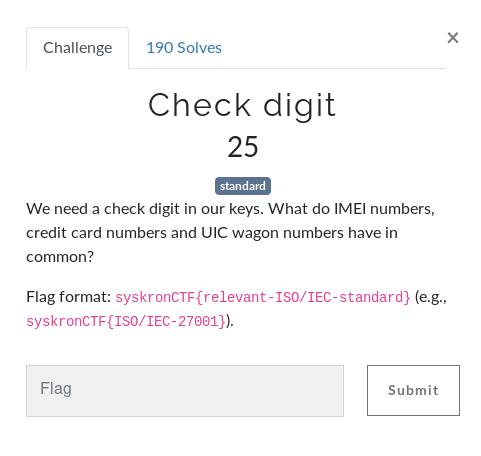 Challenge
190 Solves
×
Check digit
25
standard
We need a check digit in our keys. What do IMEI numbers,
credit card numbers and UIC wagon numbers have in
common?
Flag format: syskronCTF{relevant-ISO/IEC-standard} (e.g.,
syskronCTF{ISO/IEC-27001}).
Flag
Submit